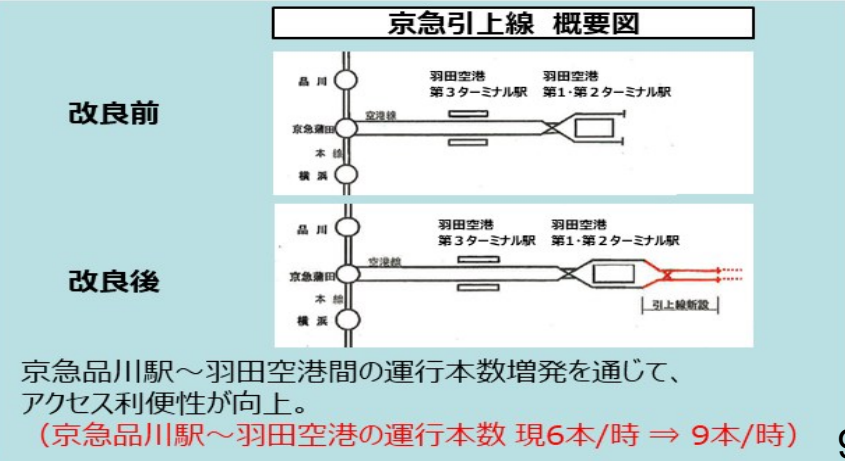 京急引上線 概要図
改良前
品川
京急蒲田
本線
横浜
空港線
羽田空港
第３ターミナル駅
羽田空港
第1・第２ターミナル駅
改良後
品川
京急蒲田
本線
横浜
空港線
羽田空港
第３ターミナル駅
羽田空港
第1・第２ターミナル駅
引上線新設
京急品川駅～羽田空港間の運行本数増発を通じて、
アクセス利便性が向上。
（京急品川駅～羽田空港の運行本数 現6本/時 ⇒ 9本/時）
9